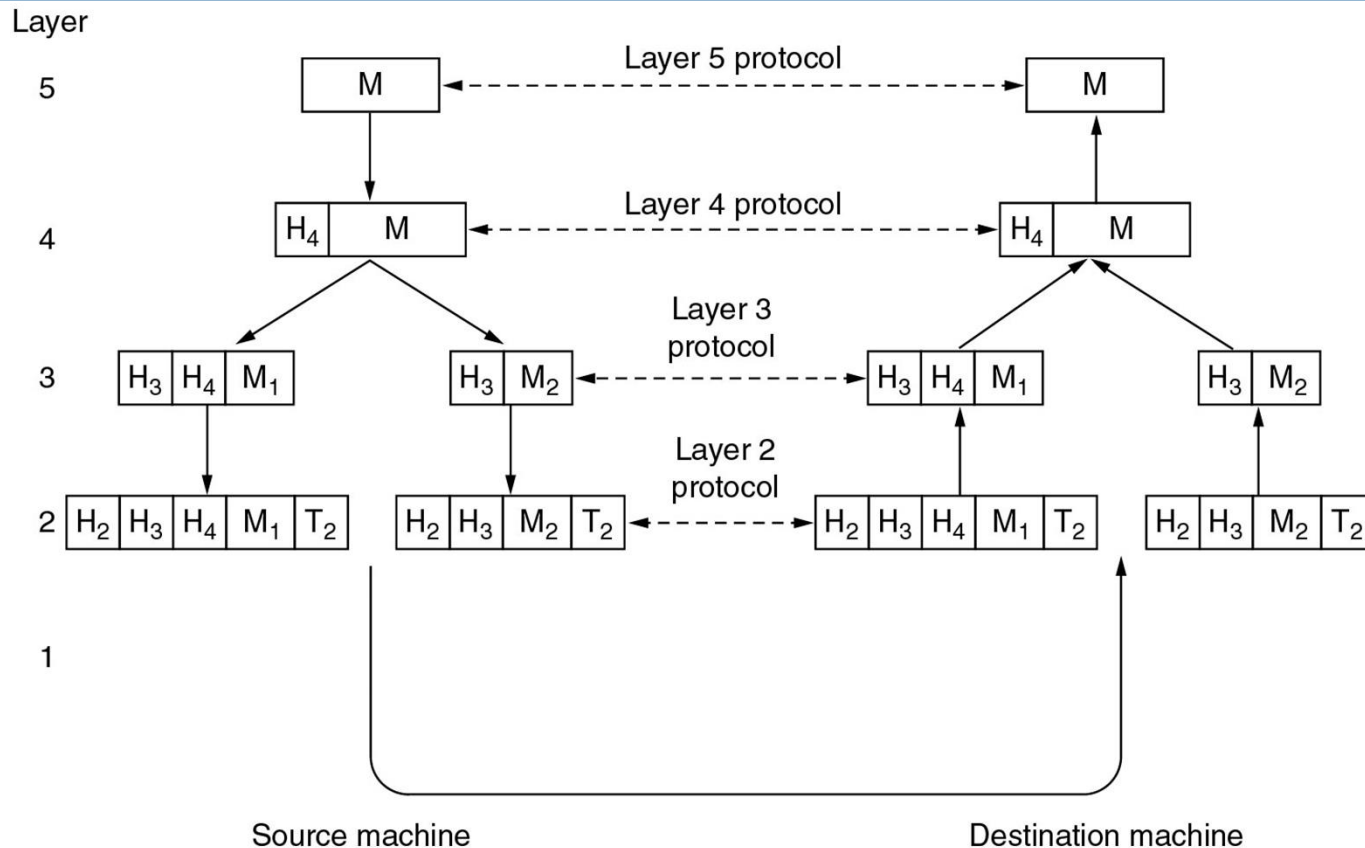 Layer
5 M Layer 5 protocol M
4 H₄ M Layer 4 protocol H₄ M
Layer 3
protocol
3 H₃ H₄ M₁ H₃ M₂ H₃ H₄ M₁ H₃ M₂
Layer 2
protocol
2 H₂ H₃ H₄ M₁ T₂ H₂ H₃ M₂ T₂ H₂ H₃ H₄ M₁ T₂ H₂ H₃ M₂ T₂
1
Source machine Destination machine